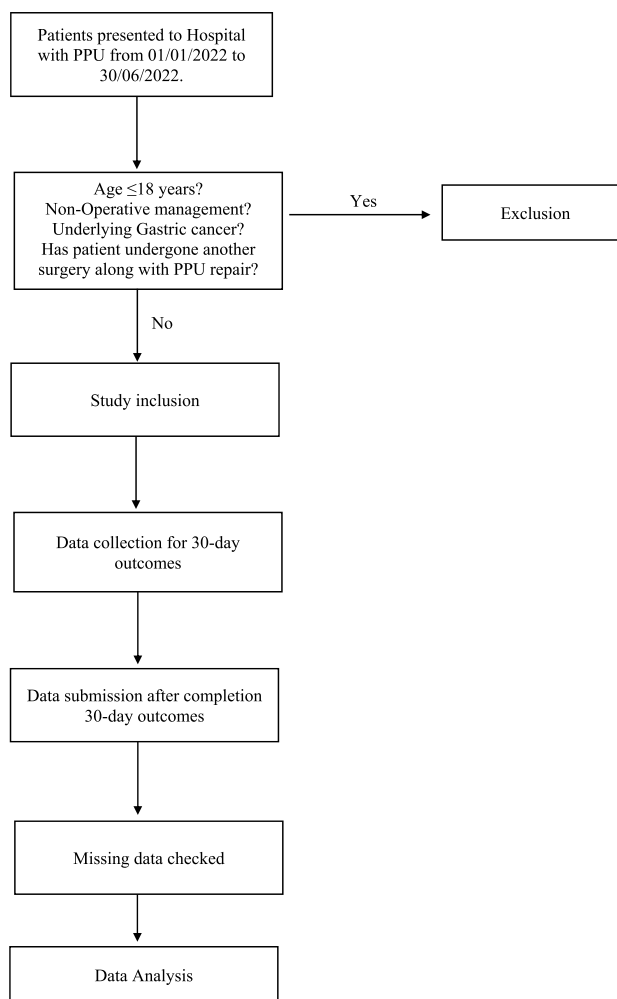 Patients presented to Hospital
with PPU from 01/01/2022 to
30/06/2022.
Age ≤18 years?
Non-Operative management?
Underlying Gastric cancer?
Has patient undergone another
surgery along with PPU repair?
Yes
Exclusion
No
Study inclusion
Data collection for 30-day
outcomes
Data submission after completion
30-day outcomes
Missing data checked
Data Analysis